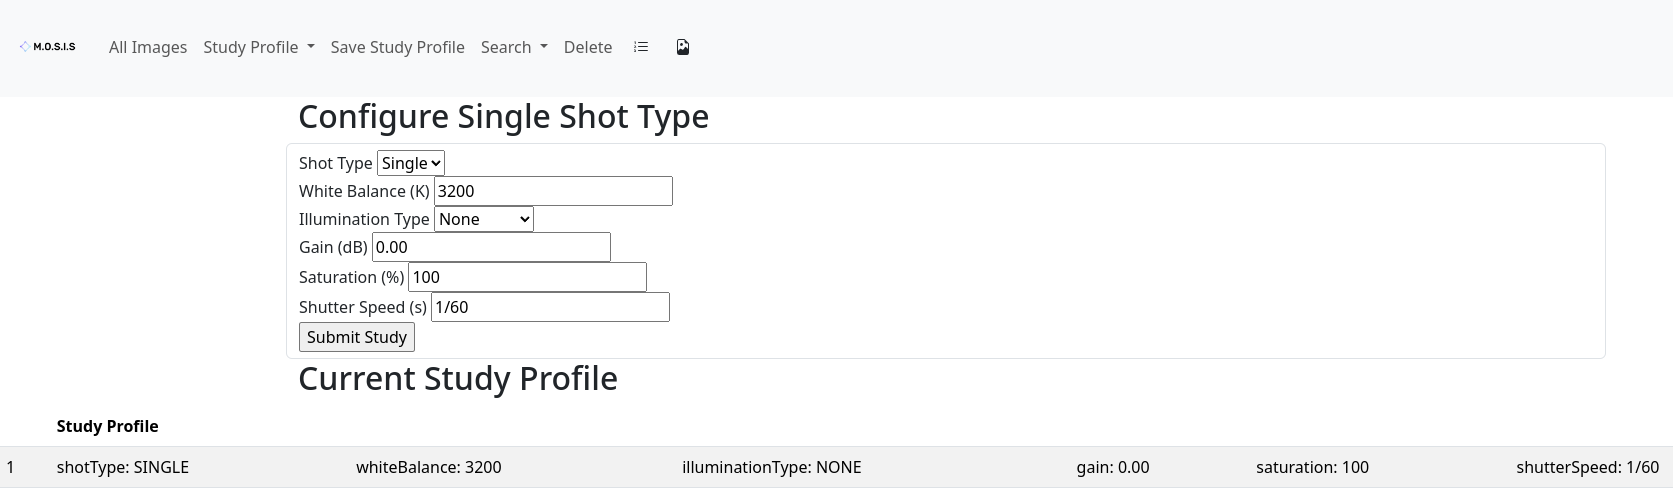 M.O.S.I.S All Images Study Profile Save Study Profile Search Delete
Configure Single Shot Type
Shot Type Single
White Balance (K) 3200
Illumination Type None
Gain (dB) 0.00
Saturation (%) 100
Shutter Speed (s) 1/60
Submit Study
Current Study Profile
Study Profile
1 shotType: SINGLE whiteBalance: 3200 illuminationType: NONE gain: 0.00 saturation: 100 shutterSpeed: 1/60